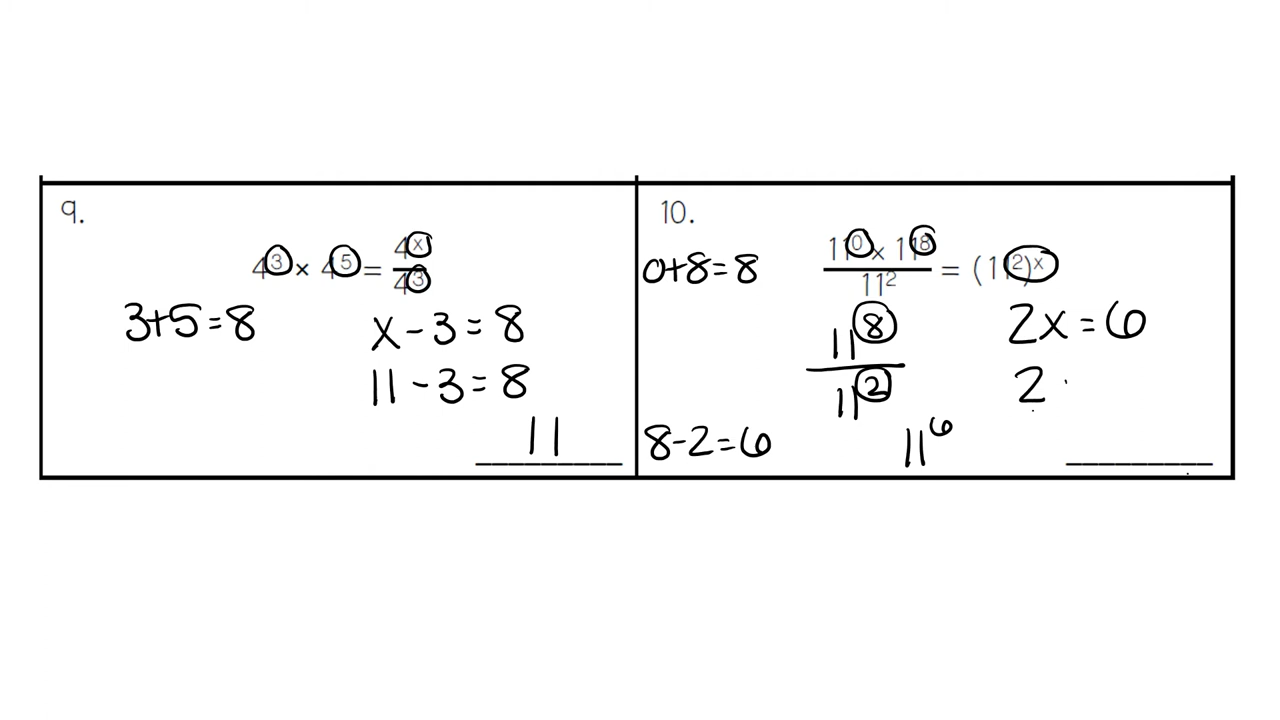 9.
4³ × 4⁵ = 4ˣ/4³
3+5=8
x-3=8
11-3=8
11
10.
(11⁰ x 11⁸)/11² = (11²)ˣ
0+8=8
11⁸/11²
2x=6
2 ·
8-2=6
11⁶